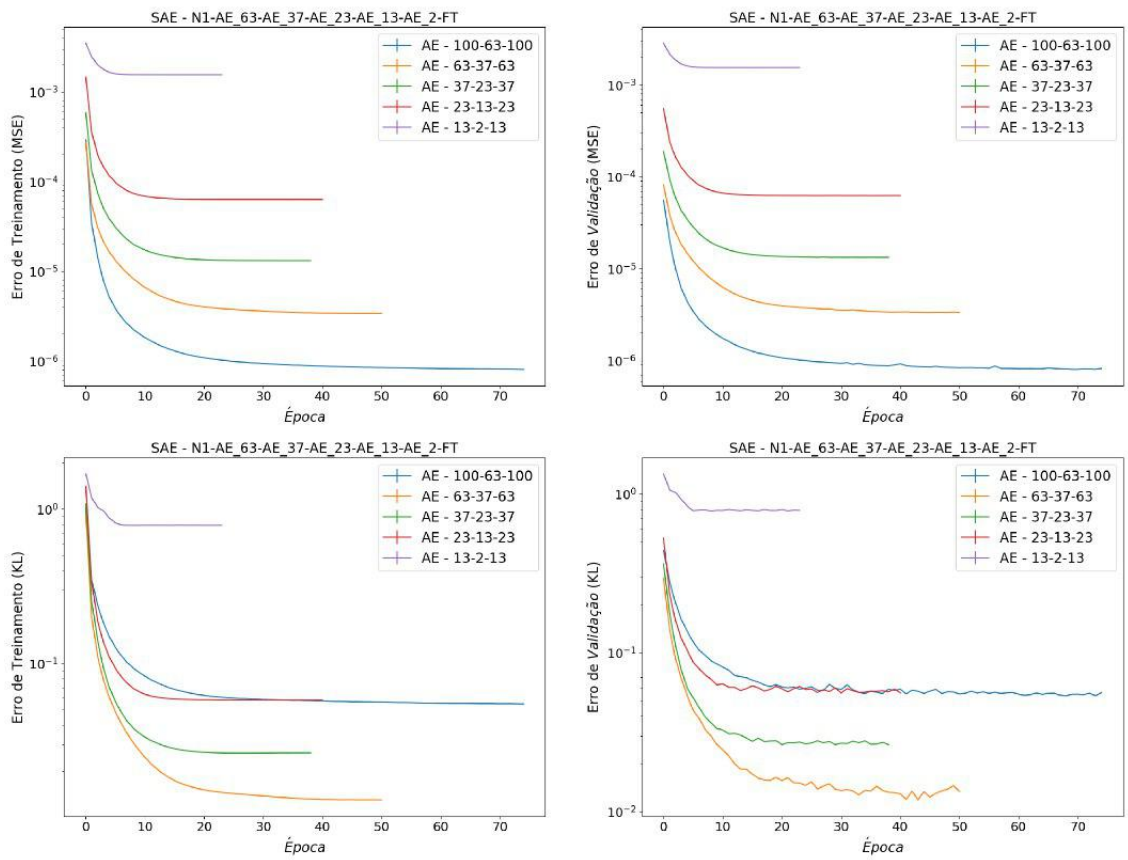 SAE - N1-AE_63-AE_37-AE_23-AE_13-AE_2-FT
Erro de Treinamento (MSE)
10⁻³
10⁻⁴
10⁻⁵
10⁻⁶
AE - 100-63-100
AE - 63-37-63
AE - 37-23-37
AE - 23-13-23
AE - 13-2-13
0 10 20 30 40 50 60 70
Época
SAE - N1-AE_63-AE_37-AE_23-AE_13-AE_2-FT
Erro de Validação (MSE)
10⁻³
10⁻⁴
10⁻⁵
10⁻⁶
AE - 100-63-100
AE - 63-37-63
AE - 37-23-37
AE - 23-13-23
AE - 13-2-13
0 10 20 30 40 50 60 70
Época
SAE - N1-AE_63-AE_37-AE_23-AE_13-AE_2-FT
Erro de Treinamento (KL)
10⁰
10⁻¹
AE - 100-63-100
AE - 63-37-63
AE - 37-23-37
AE - 23-13-23
AE - 13-2-13
0 10 20 30 40 50 60 70
Época
SAE - N1-AE_63-AE_37-AE_23-AE_13-AE_2-FT
Erro de Validação (KL)
10⁰
10⁻¹
10⁻²
AE - 100-63-100
AE - 63-37-63
AE - 37-23-37
AE - 23-13-23
AE - 13-2-13
0 10 20 30 40 50 60 70
Época